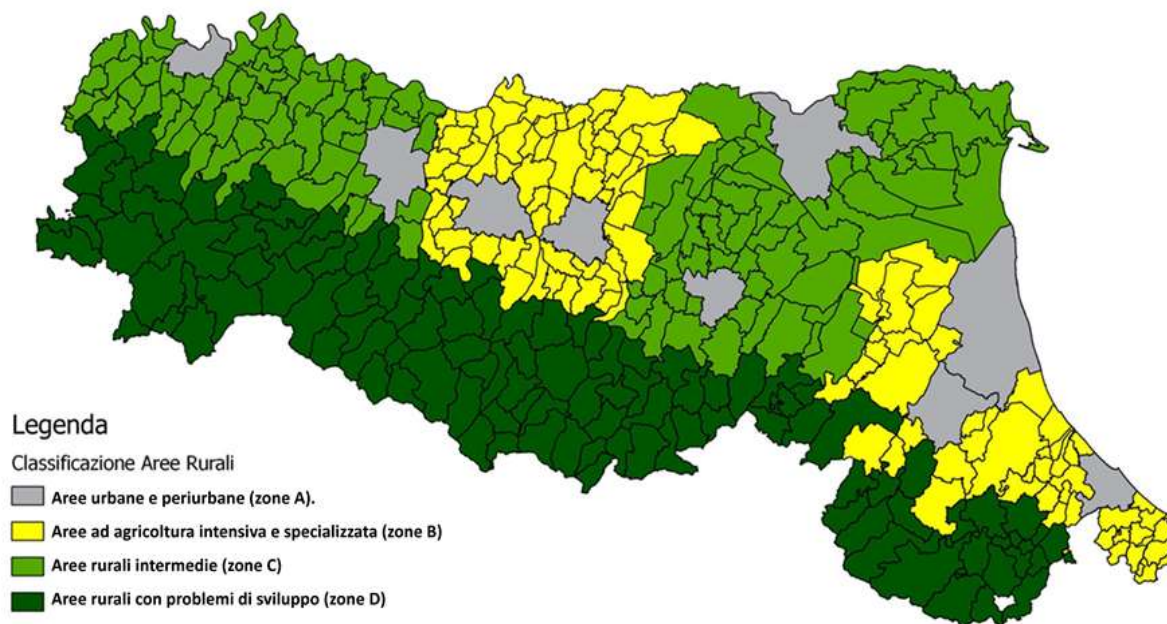 Legenda
Classificazione Aree Rurali
Aree urbane e periurbane (zone A).
Aree ad agricoltura intensiva e specializzata (zone B)
Aree rurali intermedie (zone C)
Aree rurali con problemi di sviluppo (zone D)